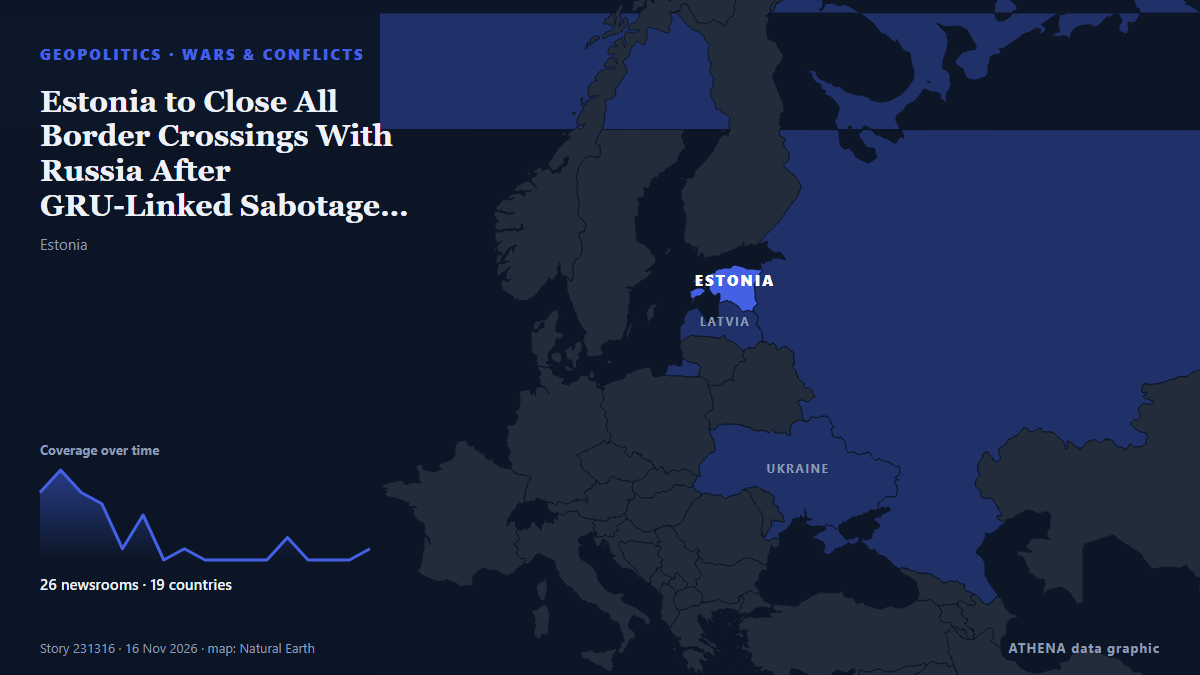 GEOPOLITICS · WARS & CONFLICTS
Estonia to Close All
Border Crossings With
Russia After
GRU-Linked Sabotage...
Estonia
ESTONIA
LATVIA
UKRAINE
Coverage over time
26 newsrooms · 19 countries
Story 231316 · 16 Nov 2026 · map: Natural Earth
ATHENA data graphic